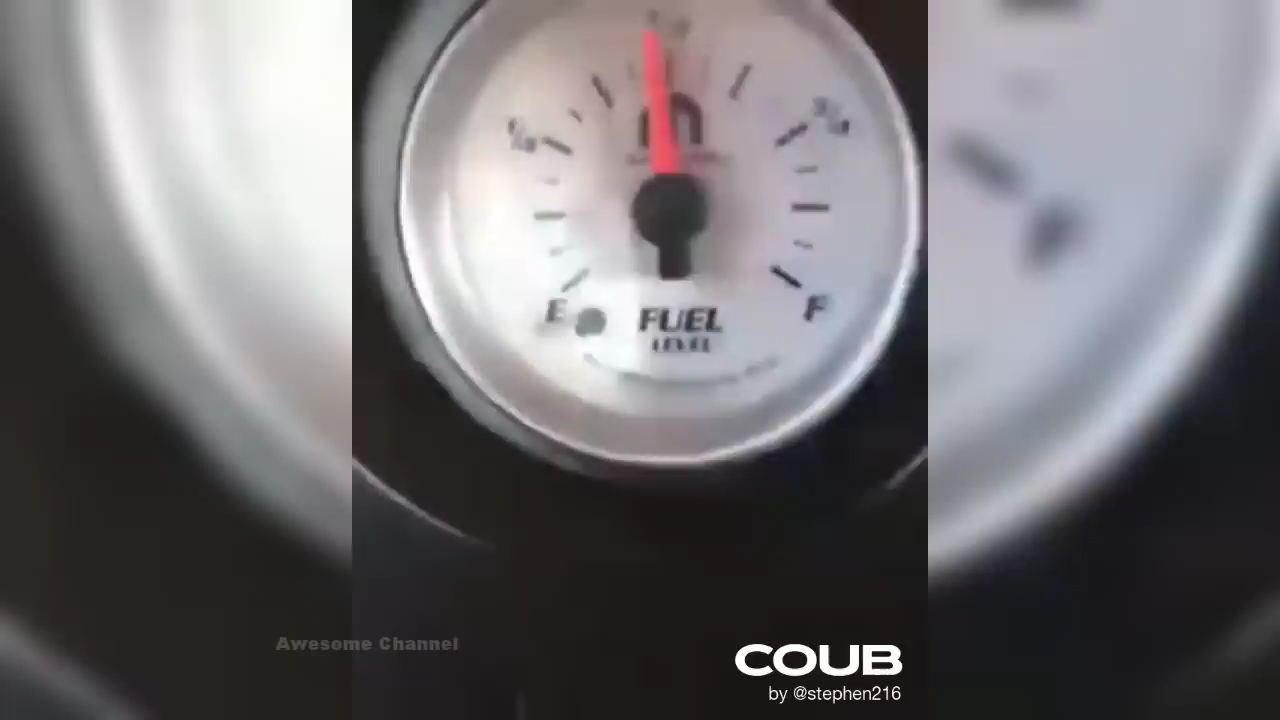 1/4
3/4
E
F
FUEL
LEVEL
Awesome Channel
COUB
by @stephen216